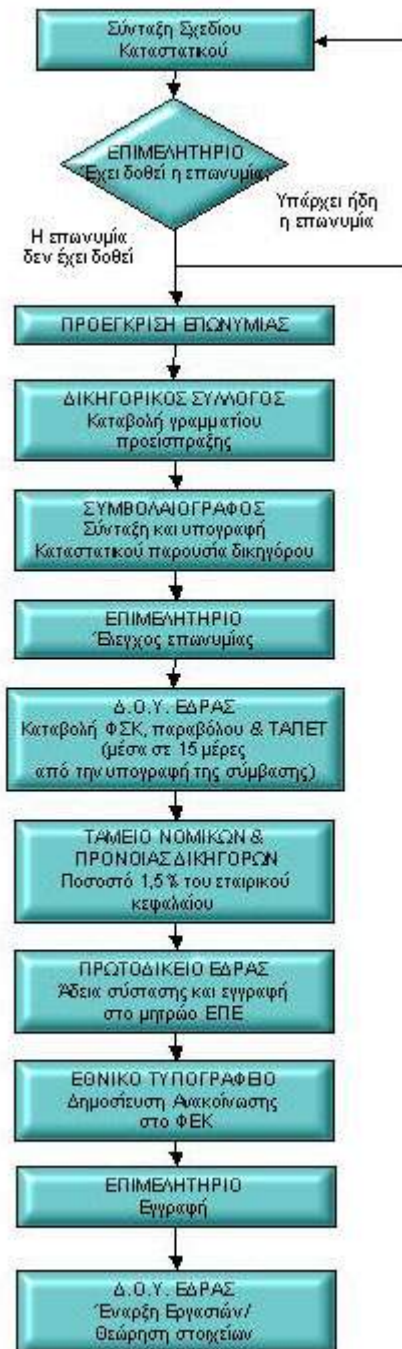 Σύνταξη Σχεδίου
Καταστατικού
ΕΠΙΜΕΛΗΤΗΡΙΟ
Έχει δοθεί η επωνυμία;
Υπάρχει ήδη
η επωνυμία
Η επωνυμία
δεν έχει δοθεί
ΠΡΟΕΓΚΡΙΣΗ ΕΠΩΝΥΜΙΑΣ
ΔΙΚΗΓΟΡΙΚΟΣ ΣΥΛΛΟΓΟΣ
Καταβολή γραμματίου
προείσπραξης
ΣΥΜΒΟΛΑΙΟΓΡΑΦΟΣ
Σύνταξη και υπογραφή
Καταστατικού παρουσία δικηγόρου
ΕΠΙΜΕΛΗΤΗΡΙΟ
Έλεγχος επωνυμίας
Δ.Ο.Υ. ΕΔΡΑΣ
Καταβολή ΦΣΚ, παραβόλου & ΤΑΠΕΤ
(μέσα σε 15 μέρες
από την υπογραφή της σύμβασης)
ΤΑΜΕΙΟ ΝΟΜΙΚΩΝ &
ΠΡΟΝΟΙΑΣ ΔΙΚΗΓΟΡΩΝ
Ποσοστό 1,5% του εταιρικού
κεφαλαίου
ΠΡΩΤΟΔΙΚΕΙΟ ΕΔΡΑΣ
Άδεια σύστασης και εγγραφή
στο μητρώο ΕΠΕ
ΕΘΝΙΚΟ ΤΥΠΟΓΡΑΦΕΙΟ
Δημοσίευση Ανακοίνωσης
στο ΦΕΚ
ΕΠΙΜΕΛΗΤΗΡΙΟ
Εγγραφή
Δ.Ο.Υ. ΕΔΡΑΣ
Έναρξη Εργασιών/
Θεώρηση στοιχείων